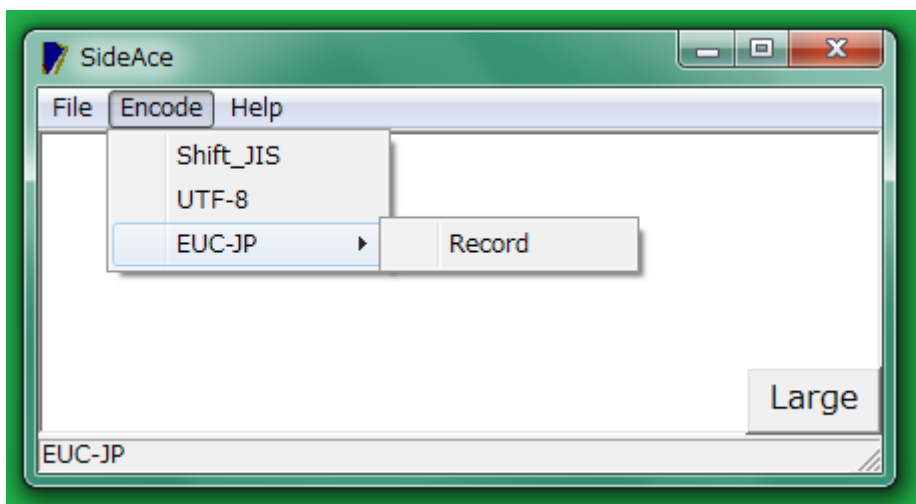 SideAce
File Encode Help
Shift_JIS
UTF-8
EUC-JP Record
Large
EUC-JP